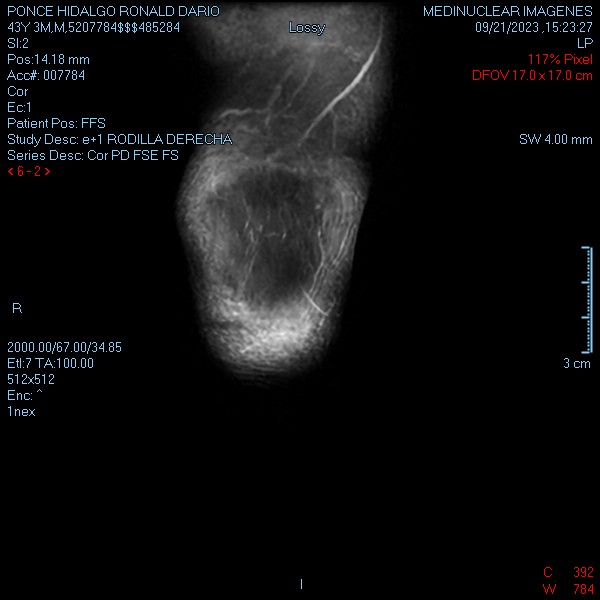 PONCE HIDALGO RONALD DARIO
43Y 3M,M,5207784$$$485284
Sl:2
Pos:14.18 mm
Acc#: 007784
Cor
Ec:1
Patient Pos: FFS
Study Desc: e+1 RODILLA DERECHA
Series Desc: Cor PD FSE FS
< 6 - 2 >
Lossy
MEDINUCLEAR IMAGENES
09/21/2023 ,15:23:27
LP
117% Pixel
DFOV 17.0 x 17.0 cm
SW 4.00 mm
R
3 cm
2000.00/67.00/34.85
Etl:7 TA:100.00
512x512
Enc: ^
1nex
I
C 392
W 784